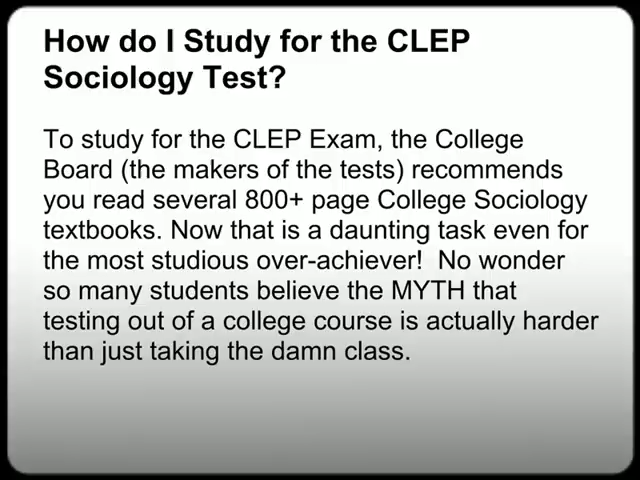 How do I Study for the CLEP
Sociology Test?
To study for the CLEP Exam, the College
Board (the makers of the tests) recommends
you read several 800+ page College Sociology
textbooks. Now that is a daunting task even for
the most studious over-achiever!  No wonder
so many students believe the MYTH that
testing out of a college course is actually harder
than just taking the damn class.